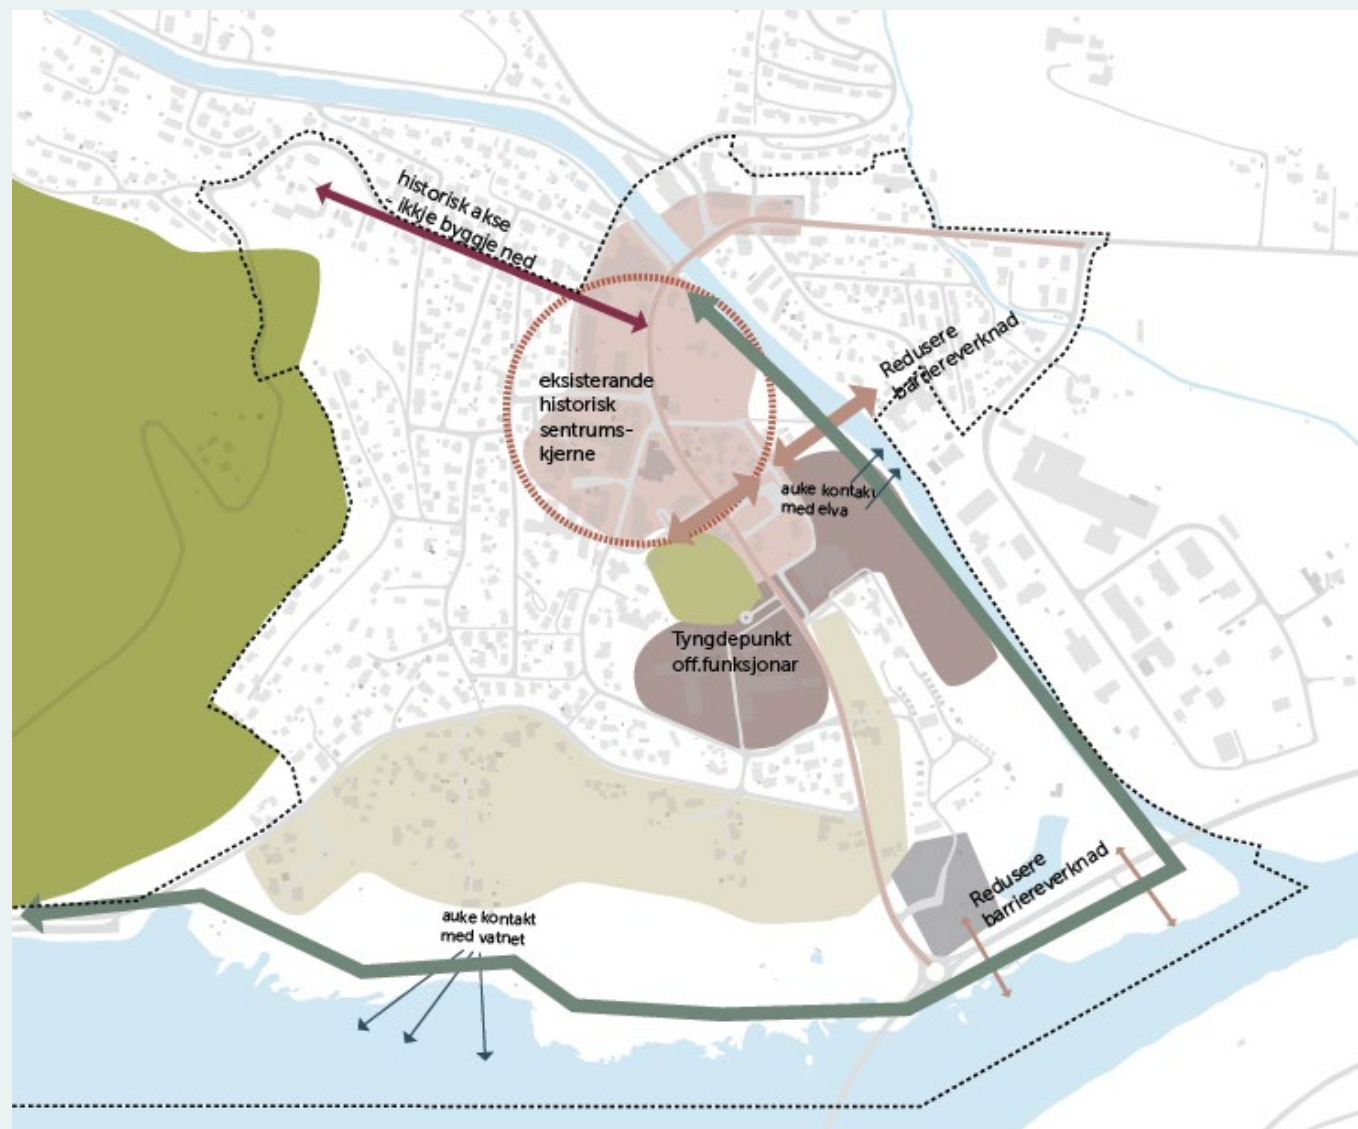 historisk akse
- ikkje byggje ned
Redusere
barriereverknad
eksisterande
historisk
sentrums-
kjerne
auke kontakt
med elva
Tyngdepunkt
off.funksjonar
Redusere
barriereverknad
auke kontakt
med vatnet